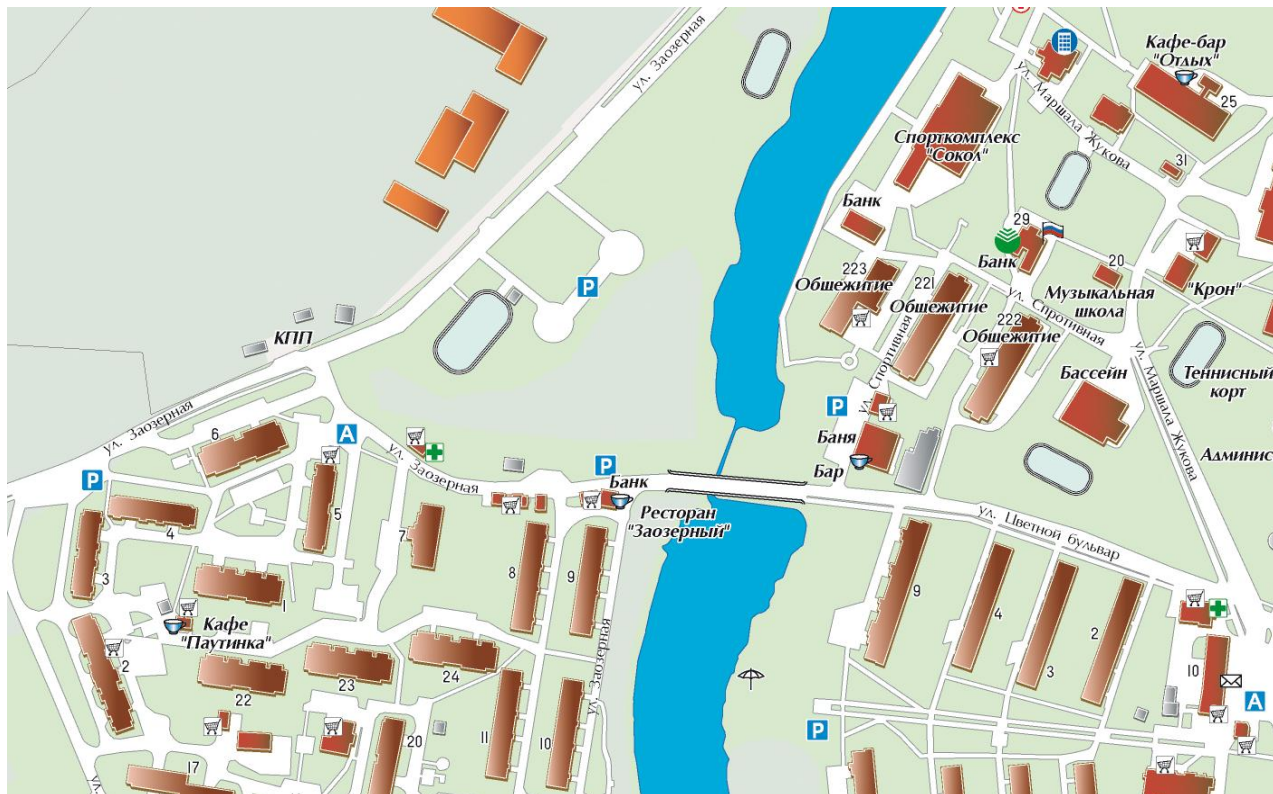 ул. Заозерная
Кафе-бар
"Отдых"
25
ул. Маршала Жукова
Спорткомплекс
"Сокол"
31
Банк
29
Банк
20
Музыкальная
школа
"Крон"
223
Общежитие
221
Общежитие
222
Общежитие
ул. Спротивная
P
КПП
ул. Спортивная
Бассейн
Теннисный
корт
ул. Маршала Жукова
ул. Заозерная
6
A
P
Баня
Бар
Админис
P
5
4
3
ул. Заозерная
P
Банк
Ресторан
"Заозерный"
7
8
9
ул. Цветной бульвар
9
4
3
2
1
Кафе
"Паутинка"
2
22
23
24
ул. Заозерная
10
A
P
11
10
20
17
ул.